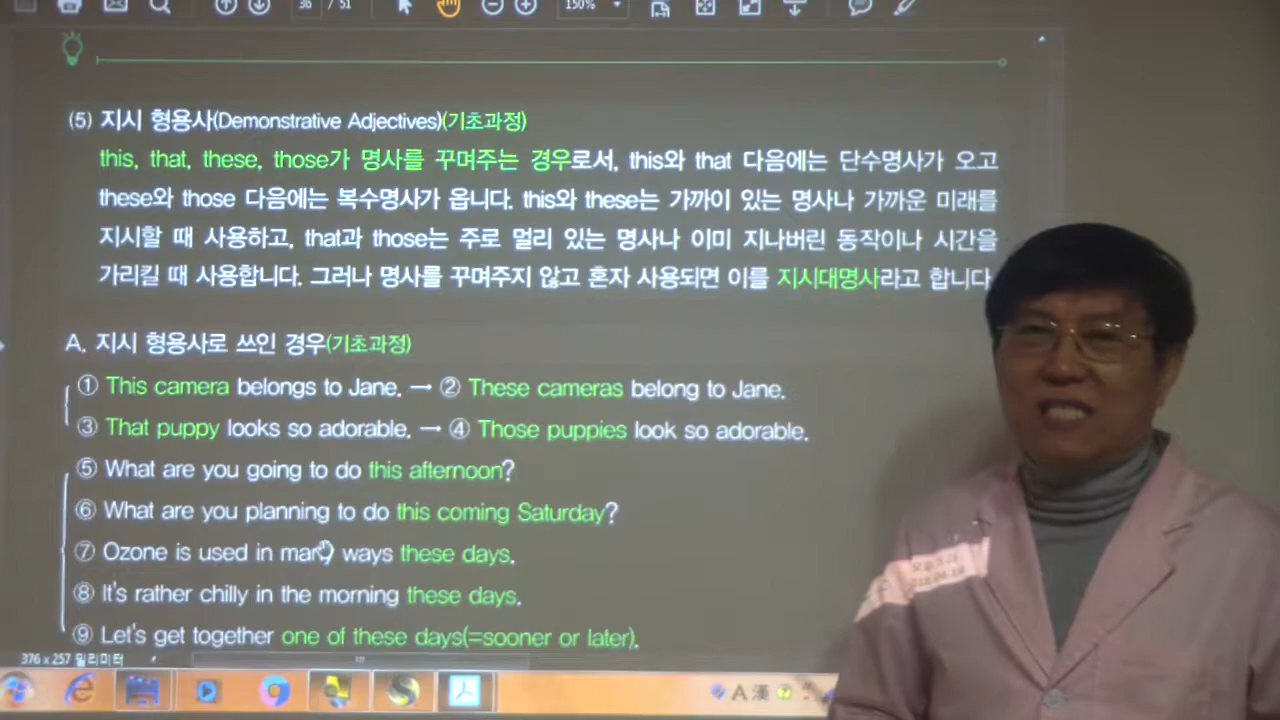 36 / 51
150%
(5) 지시 형용사(Demonstrative Adjectives)(기초과정)
this, that, these, those가 명사를 꾸며주는 경우로서, this와 that 다음에는 단수명사가 오고
these와 those 다음에는 복수명사가 옵니다. this와 these는 가까이 있는 명사나 가까운 미래를
지시할 때 사용하고, that과 those는 주로 멀리 있는 명사나 이미 지나버린 동작이나 시간을
가리킬 때 사용합니다. 그러나 명사를 꾸며주지 않고 혼자 사용되면 이를 지시대명사라고 합니다
A. 지시 형용사로 쓰인 경우(기초과정)
① This camera belongs to Jane. → ② These cameras belong to Jane.
③ That puppy looks so adorable. → ④ Those puppies look so adorable.
⑤ What are you going to do this afternoon?
⑥ What are you planning to do this coming Saturday?
⑦ Ozone is used in many ways these days.
⑧ It's rather chilly in the morning these days.
⑨ Let's get together one of these days(=sooner or later).
376 x 257 밀리미터
A 漢